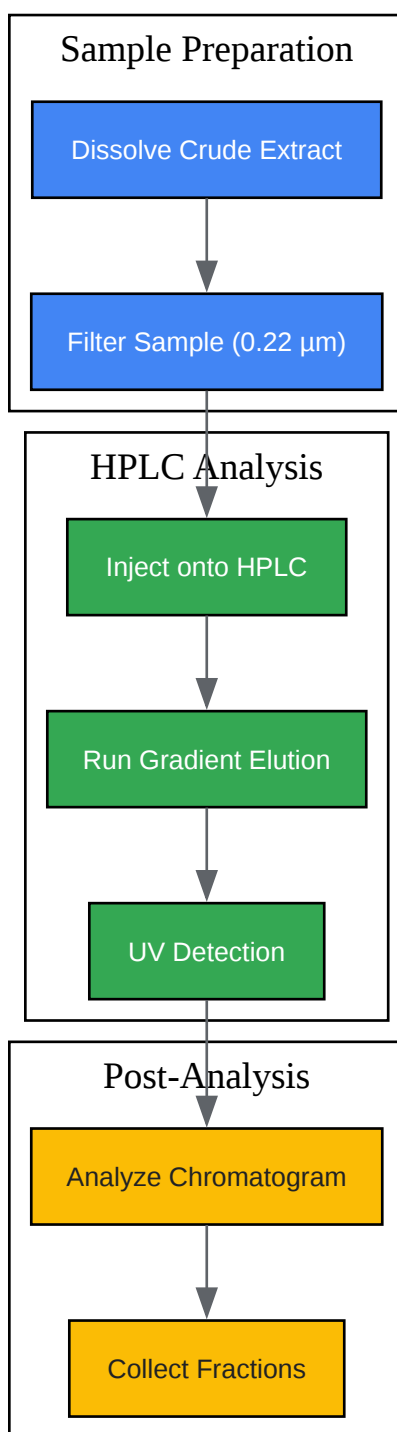 Sample Preparation
Dissolve Crude Extract
Filter Sample (0.22 µm)
HPLC Analysis
Inject onto HPLC
Run Gradient Elution
UV Detection
Post-Analysis
Analyze Chromatogram
Collect Fractions